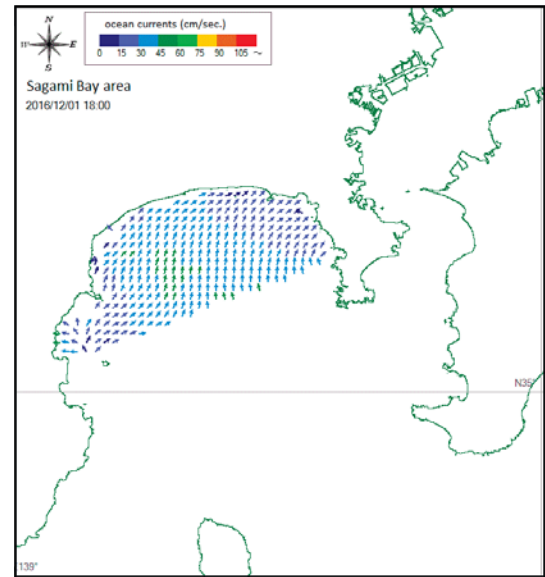 N
W E
S
ocean currents (cm/sec.)
0 15 30 45 60 75 90 105 ～
Sagami Bay area
2016/12/01 18:00
N35°
139°